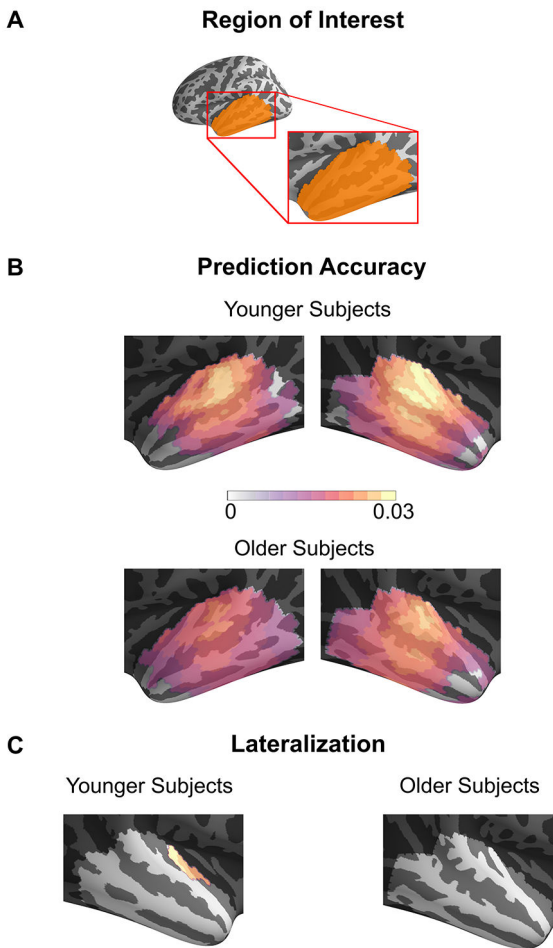 A
Region of Interest
B
Prediction Accuracy
Younger Subjects
0
0.03
Older Subjects
C
Lateralization
Younger Subjects
Older Subjects